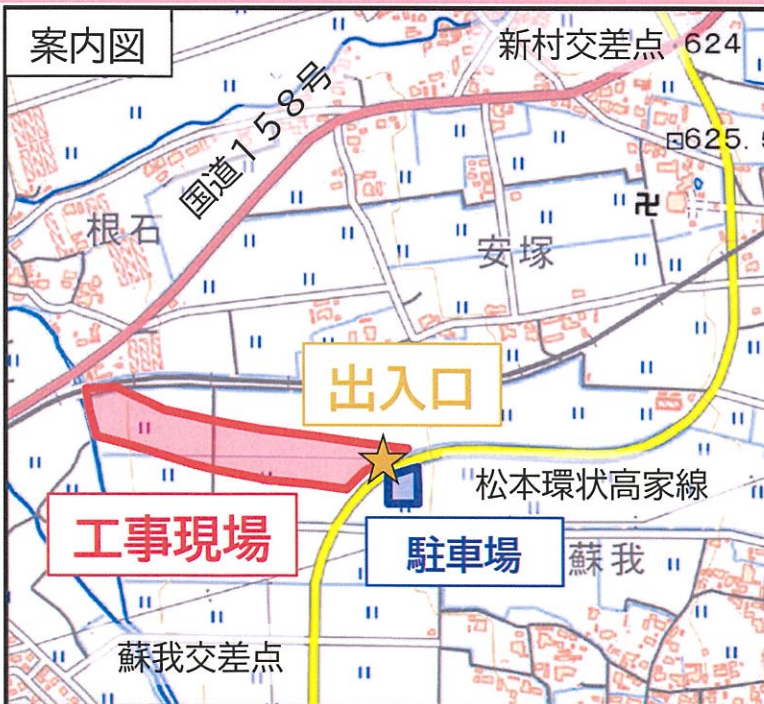 案内図
新村交差点
624
国道158号
625.5
根石
安塚
出入口
松本環状高家線
工事現場
駐車場
蘇我
蘇我交差点